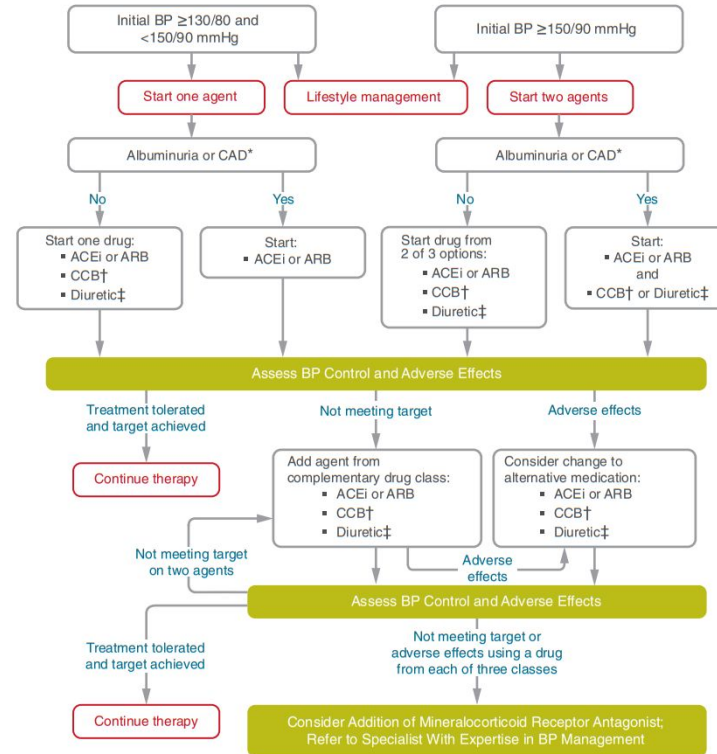 Initial BP ≥130/80 and
<150/90 mmHg
Initial BP ≥150/90 mmHg
Start one agent
Lifestyle management
Start two agents
Albuminuria or CAD*
Albuminuria or CAD*
No
Yes
No
Yes
Start one drug:
▪ ACEi or ARB
▪ CCB†
▪ Diuretic‡
Start:
▪ ACEi or ARB
Start drug from
2 of 3 options:
▪ ACEi or ARB
▪ CCB†
▪ Diuretic‡
Start:
▪ ACEi or ARB
and
▪ CCB† or Diuretic‡
Assess BP Control and Adverse Effects
Treatment tolerated
and target achieved
Not meeting target
Adverse effects
Continue therapy
Add agent from
complementary drug class:
▪ ACEi or ARB
▪ CCB†
▪ Diuretic‡
Consider change to
alternative medication:
▪ ACEi or ARB
▪ CCB†
▪ Diuretic‡
Not meeting target
on two agents
Adverse
effects
Assess BP Control and Adverse Effects
Treatment tolerated
and target achieved
Not meeting target or
adverse effects using a drug
from each of three classes
Continue therapy
Consider Addition of Mineralocorticoid Receptor Antagonist;
Refer to Specialist With Expertise in BP Management